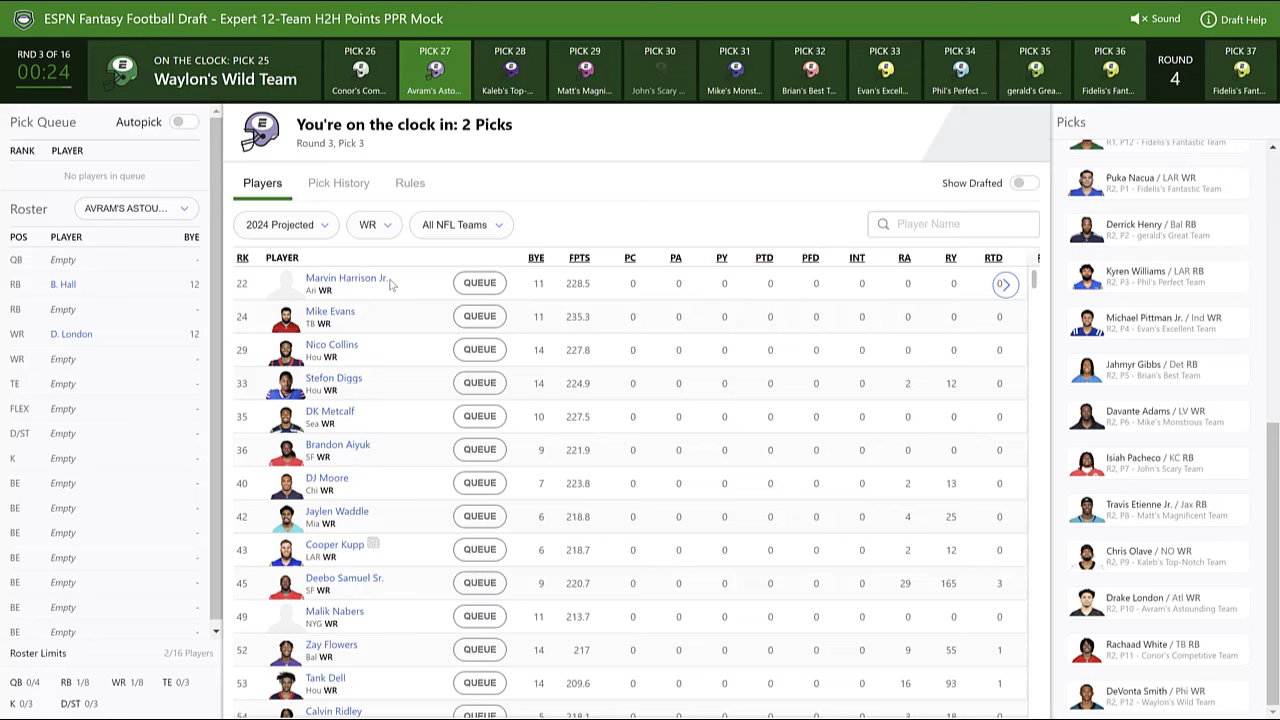 ESPN Fantasy Football Draft - Expert 12-Team H2H Points PPR Mock
Sound
Draft Help
RND 3 OF 16
00:24
ON THE CLOCK: PICK 25
Waylon's Wild Team
PICK 26
Conor's Com...
PICK 27
Avram's Asto...
PICK 28
Kaleb's Top-...
PICK 29
Matt's Magni...
PICK 30
John's Scary ...
PICK 31
Mike's Monst...
PICK 32
Brian's Best T...
PICK 33
Evan's Excell...
PICK 34
Phil's Perfect ...
PICK 35
gerald's Grea...
PICK 36
Fidelis's Fant...
ROUND
4
PICK 37
Fidelis's Fant...
Pick Queue
Autopick
RANK PLAYER
No players in queue
Roster
AVRAM'S ASTOU...
POS PLAYER BYE
QB Empty -
RB B. Hall 12
RB Empty -
WR D. London 12
WR Empty -
TE Empty -
FLEX Empty -
D/ST Empty -
K Empty -
BE Empty -
BE Empty -
BE Empty -
BE Empty -
BE Empty -
BE Empty -
BE Empty -
Roster Limits 2/16 Players
QB 0/4 RB 1/8 WR 1/8 TE 0/3
K 0/3 D/ST 0/3
You're on the clock in: 2 Picks
Round 3, Pick 3
Players Pick History Rules
Show Drafted
2024 Projected
WR
All NFL Teams
Player Name
RK PLAYER BYE FPTS PC PA PY PTD PFD INT RA RY RTD
22 Marvin Harrison Jr. QUEUE 11 228.5 0 0 0 0 0 0 0 0 0
Ari WR
24 Mike Evans QUEUE 11 235.3 0 0 0 0 0 0 0 0 0
TB WR
29 Nico Collins QUEUE 14 227.8 0 0 0 0 0 0 0 0 0
Hou WR
33 Stefon Diggs QUEUE 14 224.9 0 0 0 0 0 0 2 12 0
Hou WR
35 DK Metcalf QUEUE 10 227.5 0 0 0 0 0 0 0 0 0
Sea WR
36 Brandon Aiyuk QUEUE 9 221.9 0 0 0 0 0 0 0 0 0
SF WR
40 DJ Moore QUEUE 7 223.8 0 0 0 0 0 0 2 13 0
Chi WR
42 Jaylen Waddle QUEUE 6 218.8 0 0 0 0 0 0 4 25 0
Mia WR
43 Cooper Kupp QUEUE 6 218.7 0 0 0 0 0 0 2 12 0
LAR WR
45 Deebo Samuel Sr. QUEUE 9 220.7 0 0 0 0 0 0 29 165 3
SF WR
49 Malik Nabers QUEUE 11 213.7 0 0 0 0 0 0 0 0 0
NYG WR
52 Zay Flowers QUEUE 14 217 0 0 0 0 0 0 9 55 1
Bal WR
53 Tank Dell QUEUE 14 209.6 0 0 0 0 0 0 16 93 1
Hou WR
54 Calvin Ridley
Picks
R1, P12 - Fidelis's Fantastic Team
Puka Nacua / LAR WR
R2, P1 - Fidelis's Fantastic Team
Derrick Henry / Bal RB
R2, P2 - gerald's Great Team
Kyren Williams / LAR RB
R2, P3 - Phil's Perfect Team
Michael Pittman Jr. / Ind WR
R2, P4 - Evan's Excellent Team
Jahmyr Gibbs / Det RB
R2, P5 - Brian's Best Team
Davante Adams / LV WR
R2, P6 - Mike's Monstrous Team
Isiah Pacheco / KC RB
R2, P7 - John's Scary Team
Travis Etienne Jr. / Jax RB
R2, P8 - Matt's Magnificent Team
Chris Olave / NO WR
R2, P9 - Kaleb's Top-Notch Team
Drake London / Atl WR
R2, P10 - Avram's Astounding Team
Rachaad White / TB RB
R2, P11 - Conor's Competitive Team
DeVonta Smith / Phi WR
R2, P12 - Waylon's Wild Team